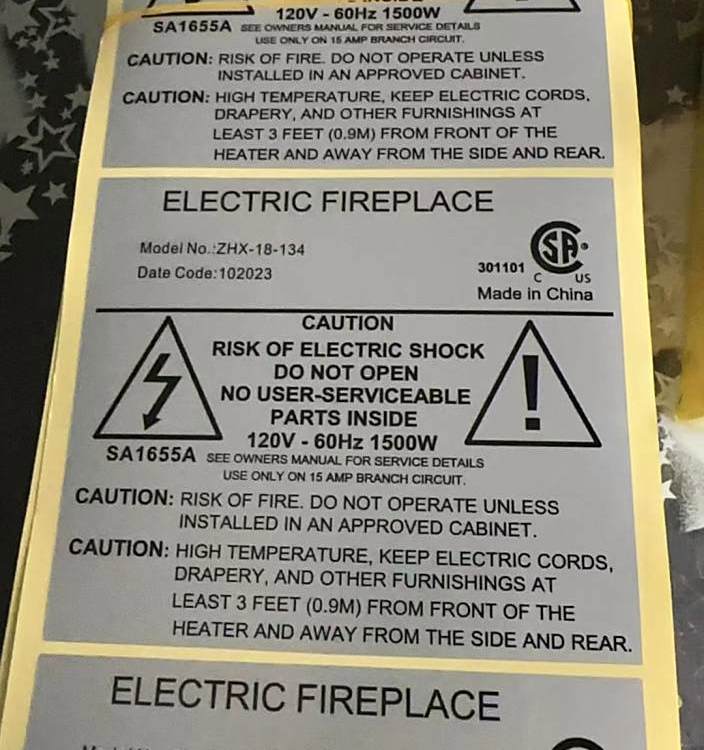 120V - 60Hz 1500W
SA1655A SEE OWNERS MANUAL FOR SERVICE DETAILS
USE ONLY ON 15 AMP BRANCH CIRCUIT.
CAUTION: RISK OF FIRE. DO NOT OPERATE UNLESS
INSTALLED IN AN APPROVED CABINET.
CAUTION: HIGH TEMPERATURE, KEEP ELECTRIC CORDS,
DRAPERY, AND OTHER FURNISHINGS AT
LEAST 3 FEET (0.9M) FROM FRONT OF THE
HEATER AND AWAY FROM THE SIDE AND REAR.
ELECTRIC FIREPLACE
Model No.:ZHX-18-134
Date Code:102023
301101
SA®
C US
Made in China
CAUTION
RISK OF ELECTRIC SHOCK
DO NOT OPEN
NO USER-SERVICEABLE
PARTS INSIDE
120V - 60Hz 1500W
SA1655A SEE OWNERS MANUAL FOR SERVICE DETAILS
USE ONLY ON 15 AMP BRANCH CIRCUIT.
CAUTION: RISK OF FIRE. DO NOT OPERATE UNLESS
INSTALLED IN AN APPROVED CABINET.
CAUTION: HIGH TEMPERATURE, KEEP ELECTRIC CORDS,
DRAPERY, AND OTHER FURNISHINGS AT
LEAST 3 FEET (0.9M) FROM FRONT OF THE
HEATER AND AWAY FROM THE SIDE AND REAR.
ELECTRIC FIREPLACE